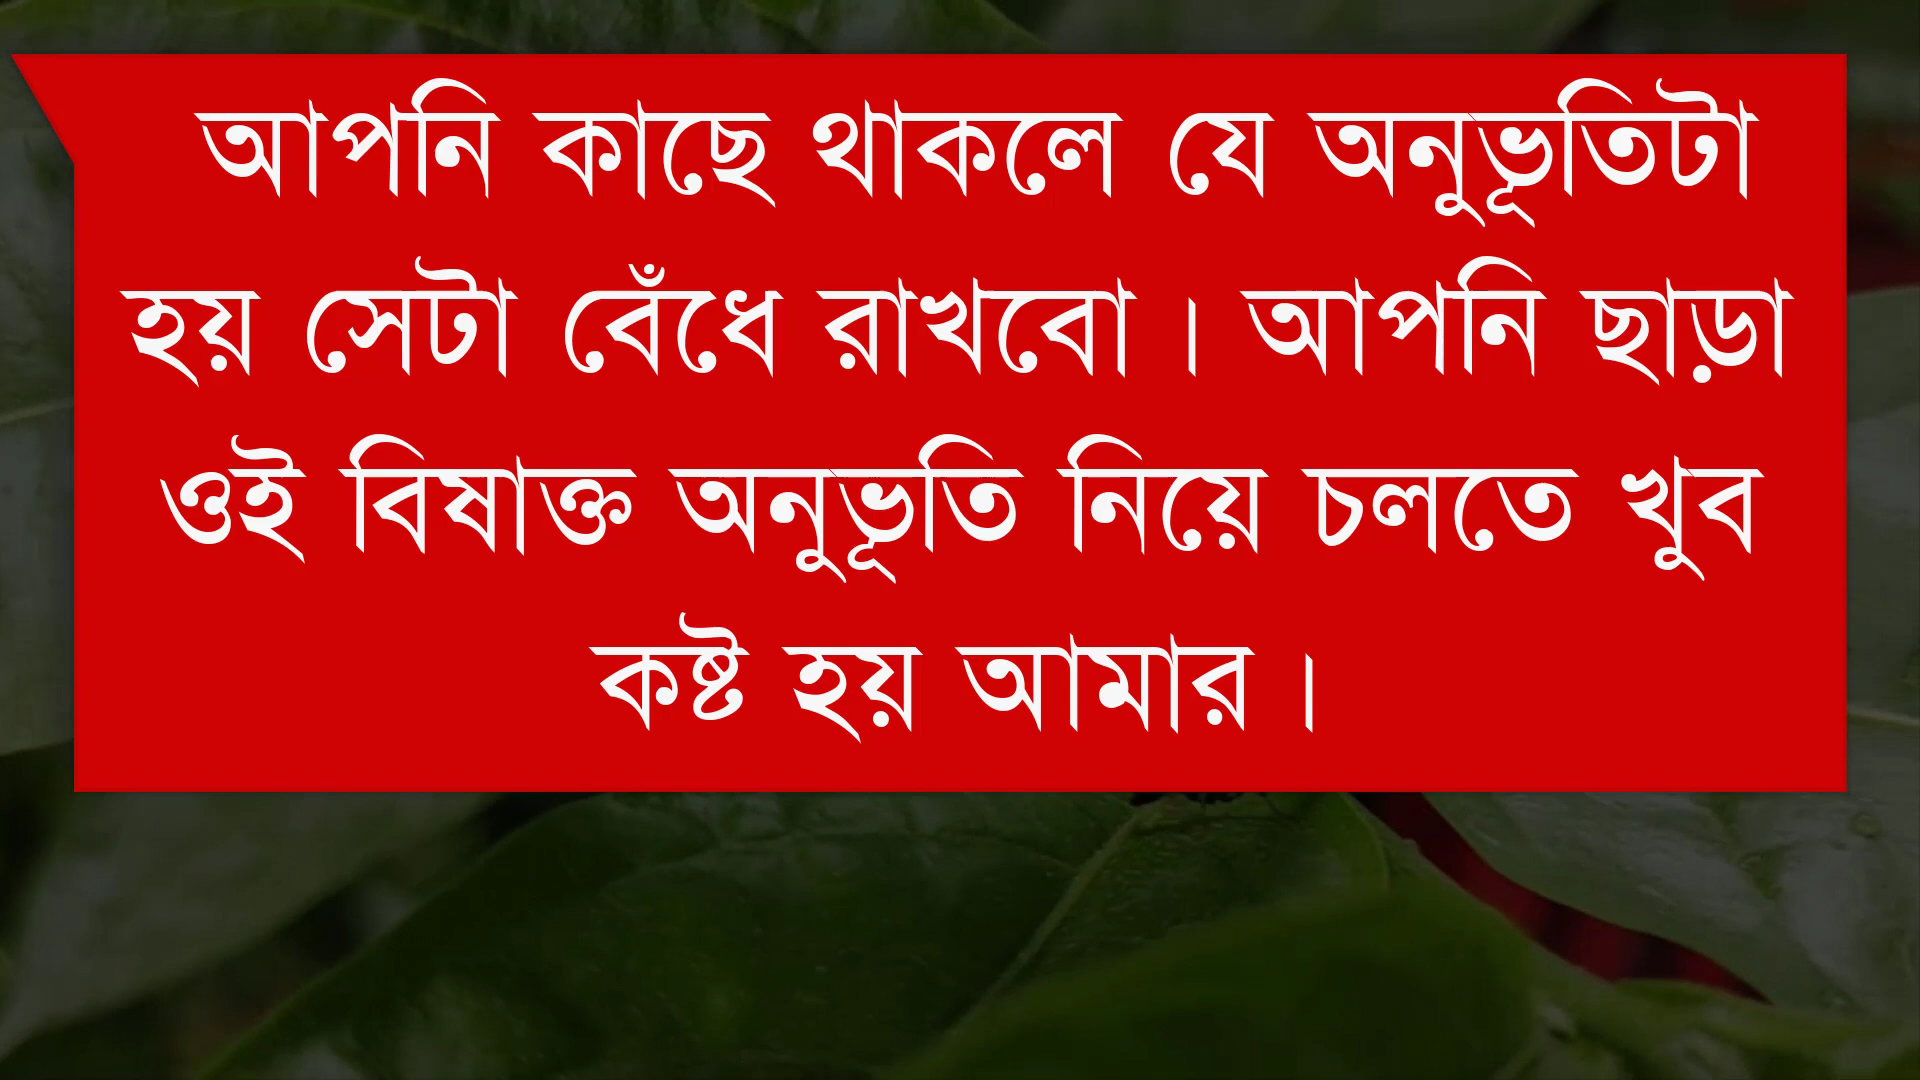 আপনি কাছে থাকলে যে অনুভূতিটা
হয় সেটা বেঁধে রাখবো । আপনি ছাড়া
ওই বিষাক্ত অনুভূতি নিয়ে চলতে খুব
কষ্ট হয় আমার ।